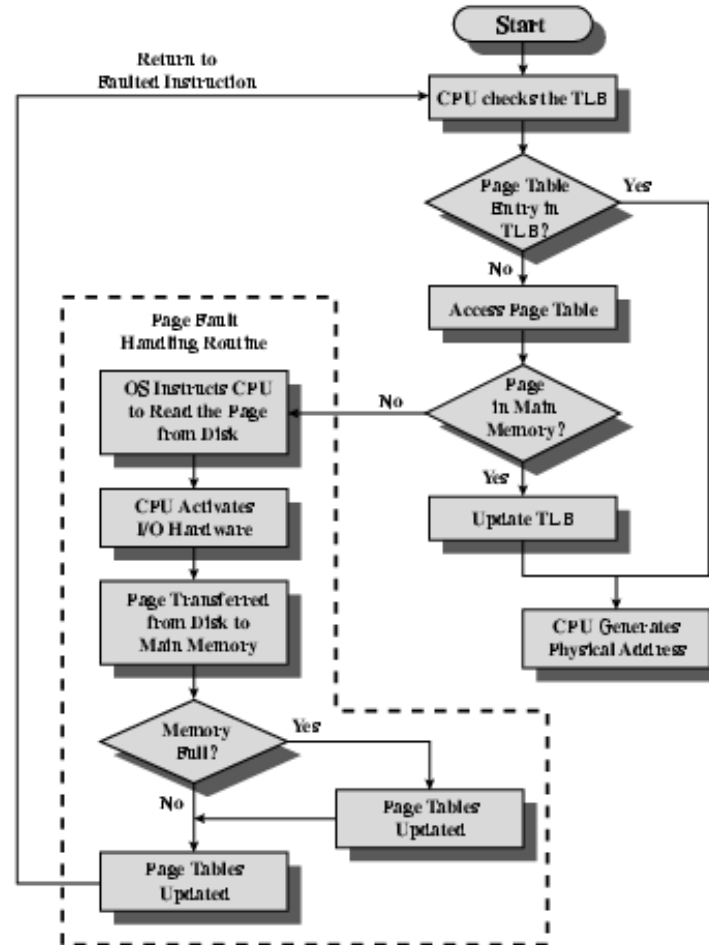 Start
Return to
Faulted Instruction
CPU checks the TLB
Page Table
Entry in
TLB?
Yes
No
Access Page Table
Page Fault
Handling Routine
OS Instructs CPU
to Read the Page
from Disk
No
Page
in Main
Memory?
Yes
CPU Activates
I/O Hardware
Update TLB
Page Transferred
from Disk to
Main Memory
CPU Generates
Physical Address
Memory
Full?
Yes
No
Page Tables
Updated
Page Tables
Updated